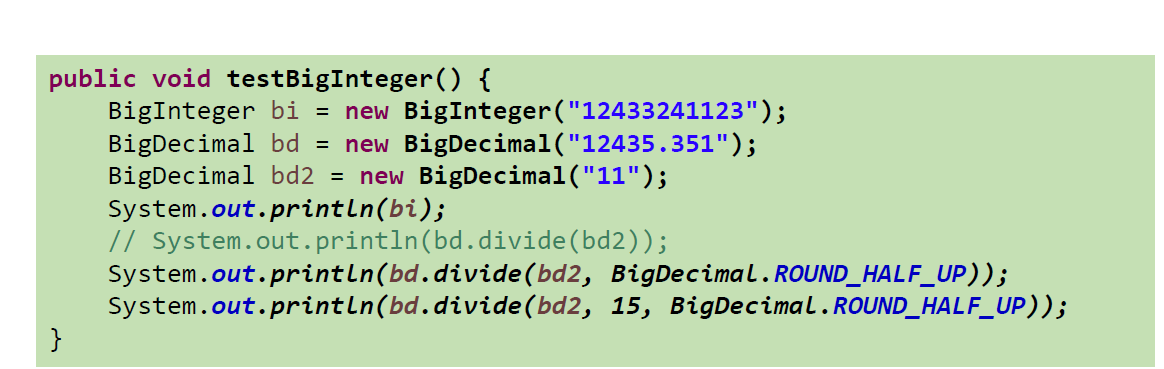 public void testBigInteger() {
    BigInteger bi = new BigInteger("12433241123");
    BigDecimal bd = new BigDecimal("12435.351");
    BigDecimal bd2 = new BigDecimal("11");
    System.out.println(bi);
    // System.out.println(bd.divide(bd2));
    System.out.println(bd.divide(bd2, BigDecimal.ROUND_HALF_UP));
    System.out.println(bd.divide(bd2, 15, BigDecimal.ROUND_HALF_UP));
}